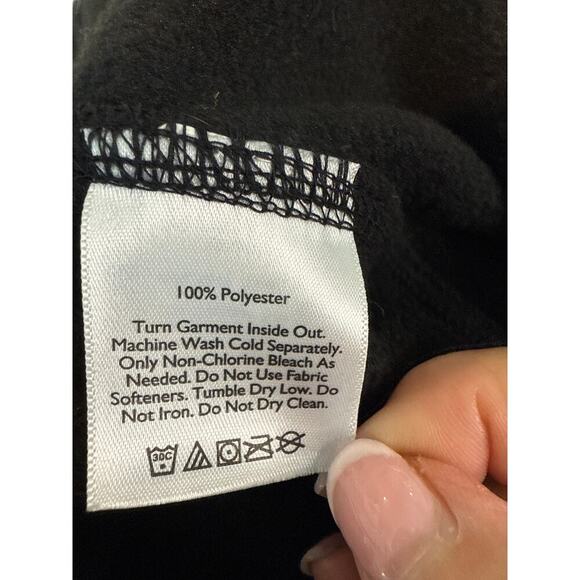 100% Polyester
Turn Garment Inside Out.
Machine Wash Cold Separately.
Only Non-Chlorine Bleach As
Needed. Do Not Use Fabric
Softeners. Tumble Dry Low. Do
Not Iron. Do Not Dry Clean.
30C